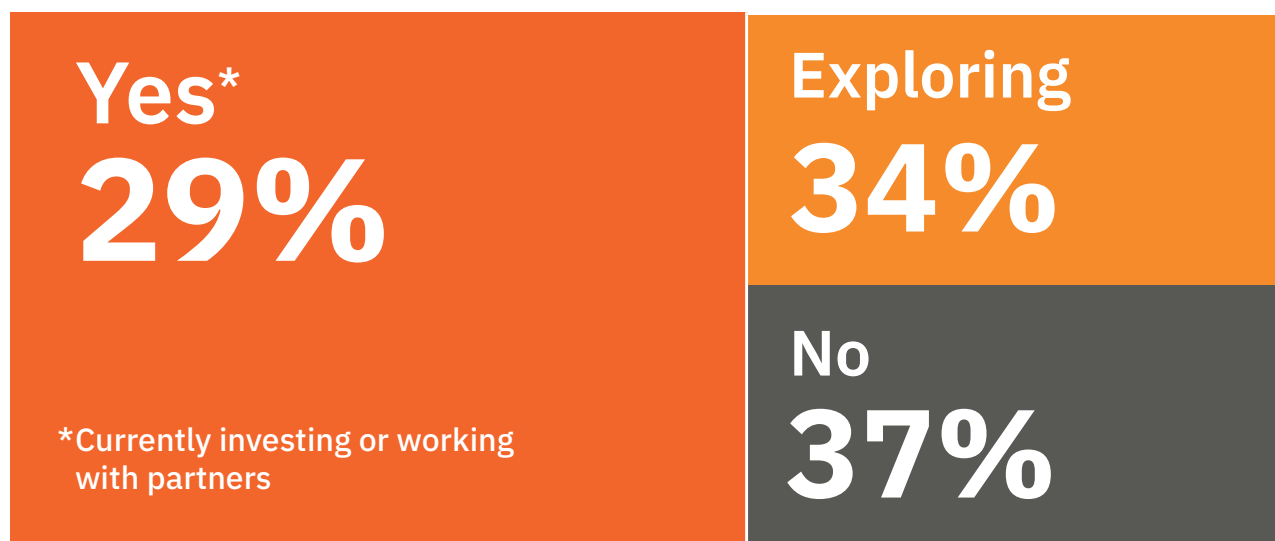 Yes*
29%
*Currently investing or working
with partners
Exploring
34%
No
37%